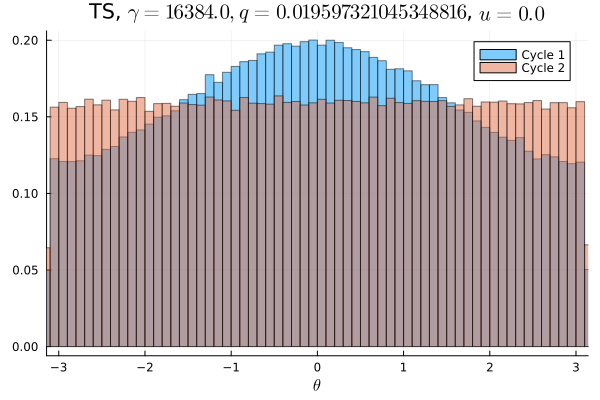 TS, γ = 16384.0, q = 0.019597321045348816, u = 0.0
0.20
0.15
0.10
0.05
0.00
Cycle 1
Cycle 2
−3 −2 −1 0 1 2 3
θ